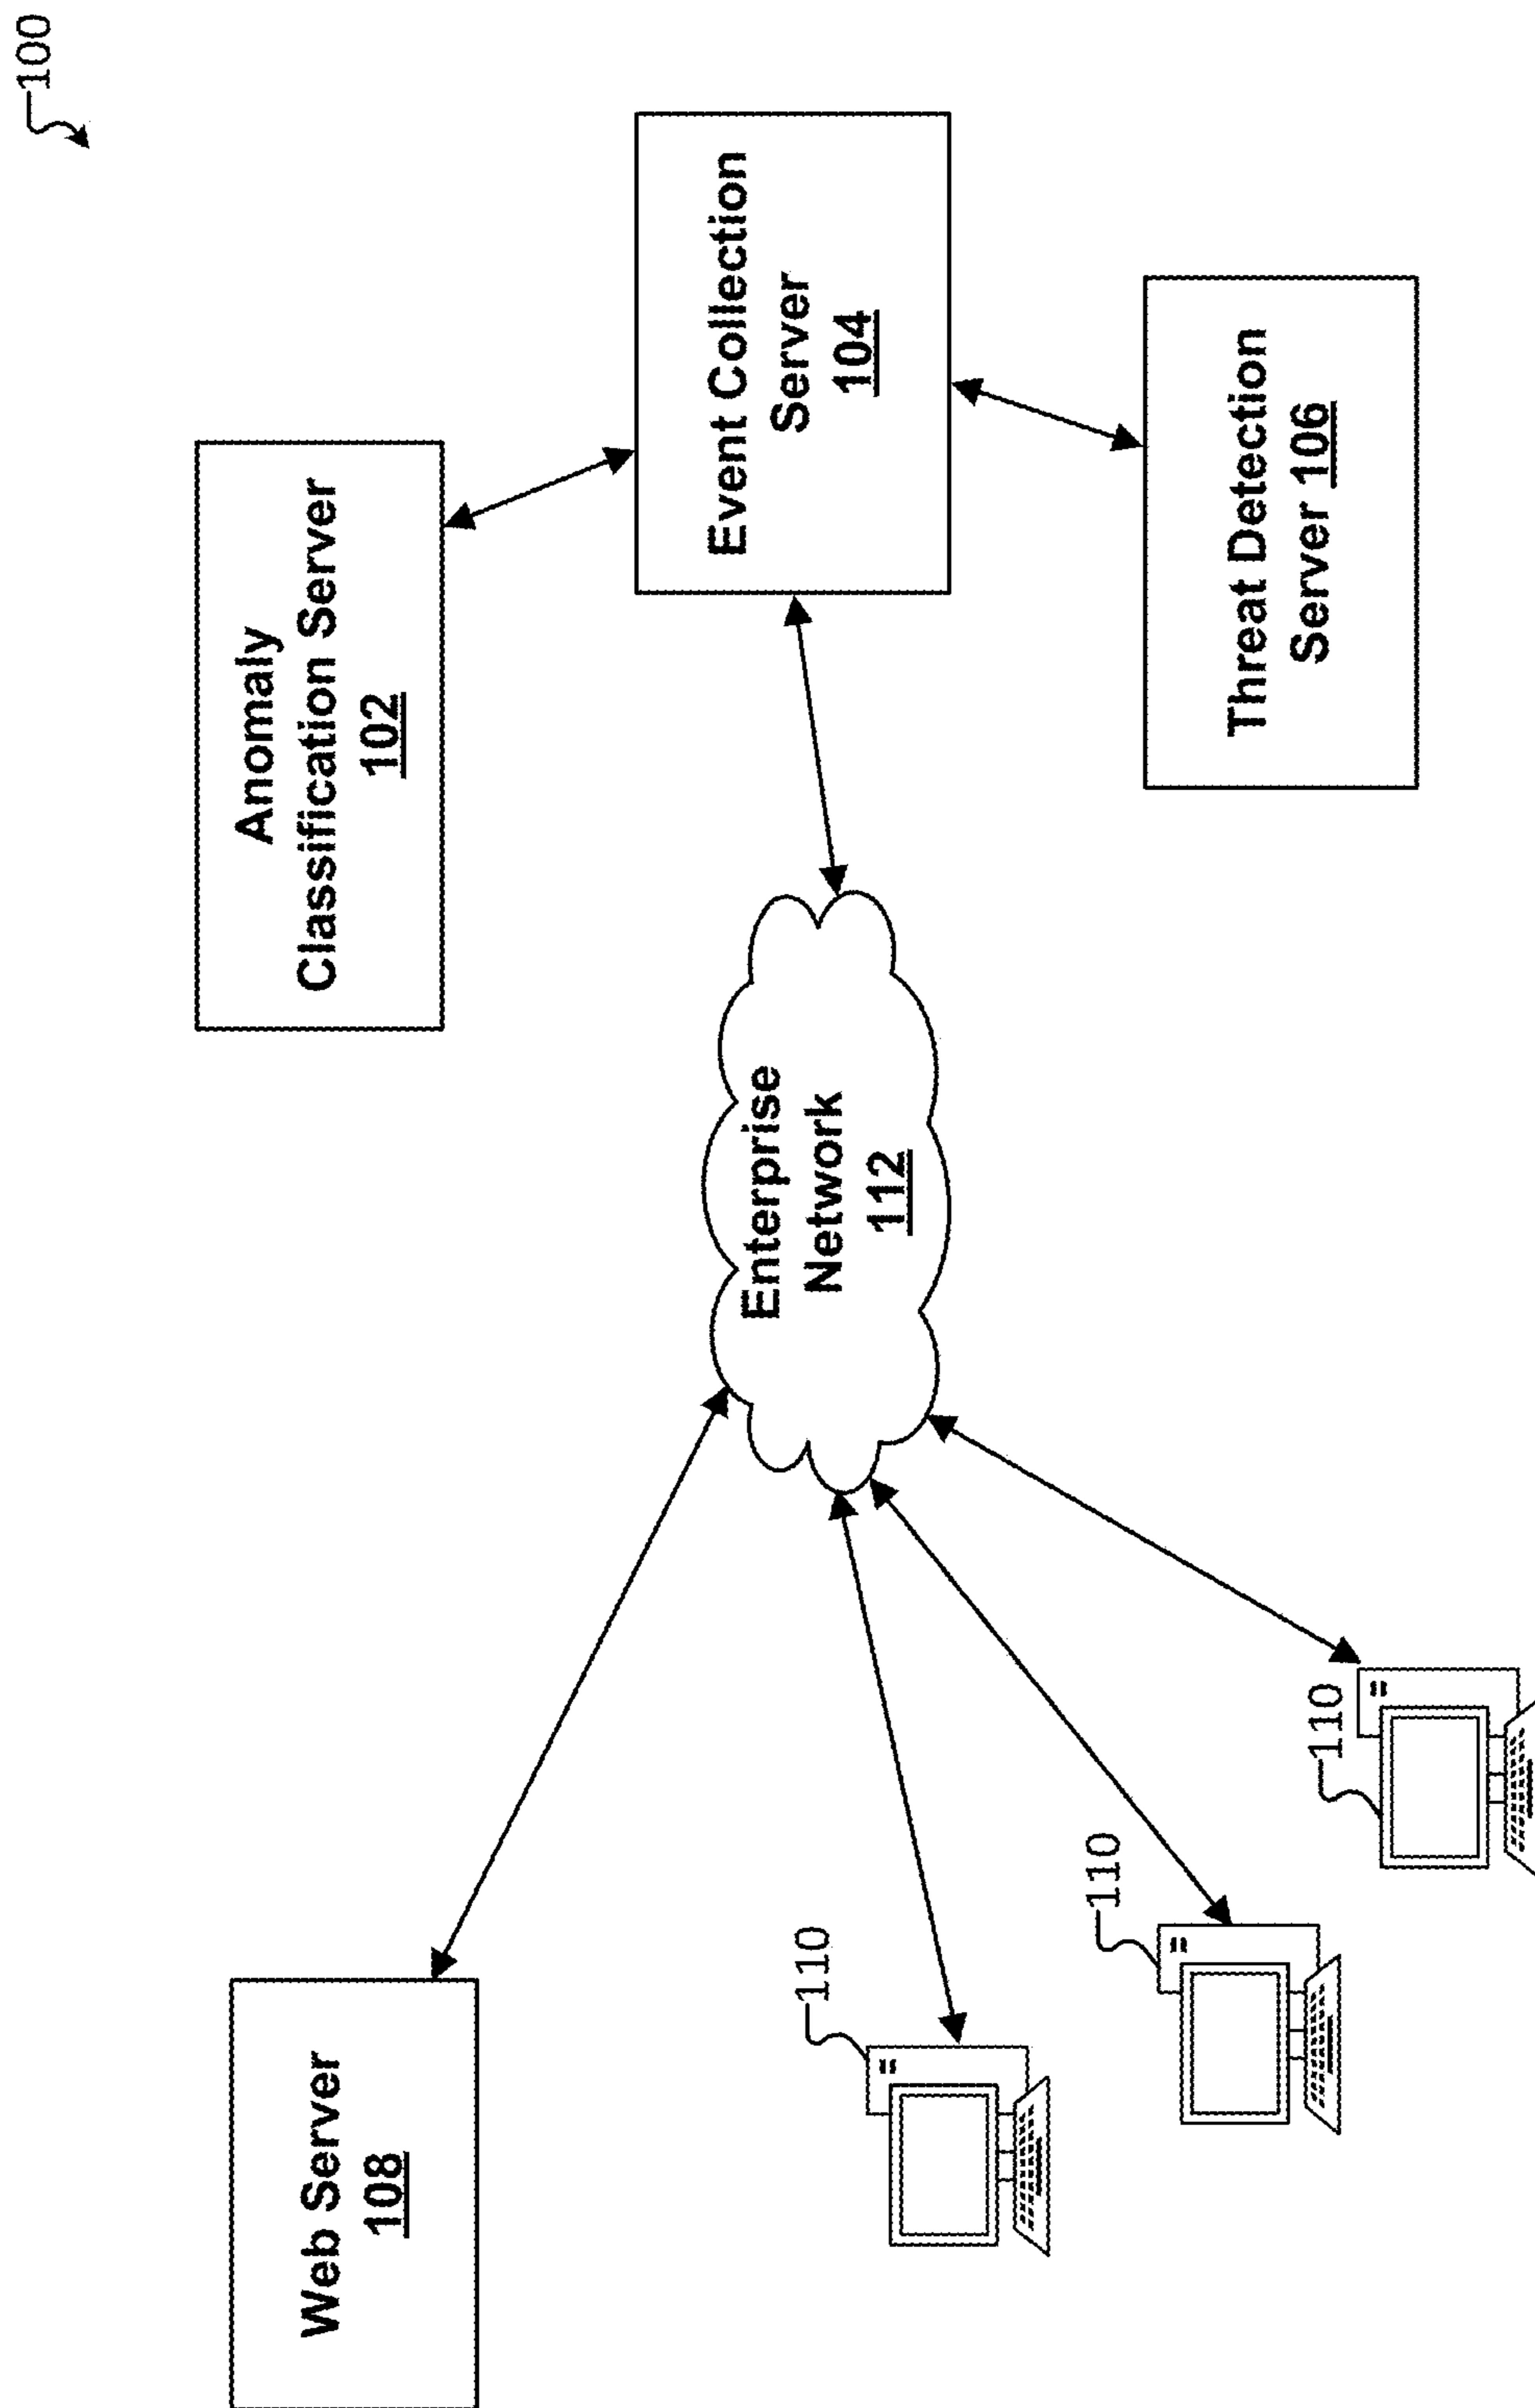 100
Anomaly
Classification Server
102
Event Collection
Server
104
Threat Detection
Server 106
Enterprise
Network
112
Web Server
108
110
110
110